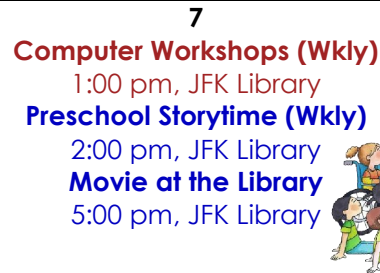 7
Computer Workshops (Wkly)
1:00 pm, JFK Library
Preschool Storytime (Wkly)
2:00 pm, JFK Library
Movie at the Library
5:00 pm, JFK Library